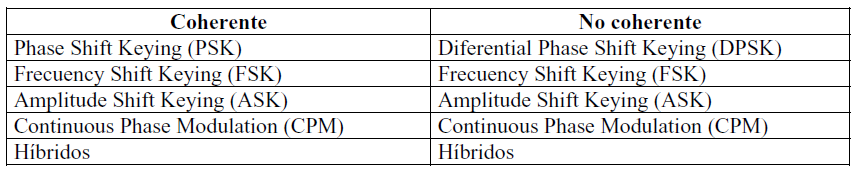 Coherente No coherente
Phase Shift Keying (PSK) Diferential Phase Shift Keying (DPSK)
Frecuency Shift Keying (FSK) Frecuency Shift Keying (FSK)
Amplitude Shift Keying (ASK) Amplitude Shift Keying (ASK)
Continuous Phase Modulation (CPM) Continuous Phase Modulation (CPM)
Híbridos Híbridos